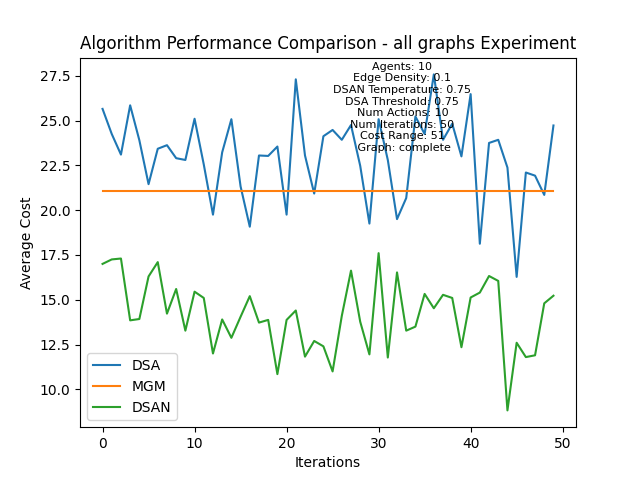 Algorithm Performance Comparison - all graphs Experiment
Agents: 10
Edge Density: 0.1
DSAN Temperature: 0.75
DSA Threshold: 0.75
Num Actions: 10
Num Iterations: 50
Cost Range: 51
Graph: complete
Average Cost
27.5
25.0
22.5
20.0
17.5
15.0
12.5
10.0
DSA
MGM
DSAN
0 10 20 30 40 50
Iterations